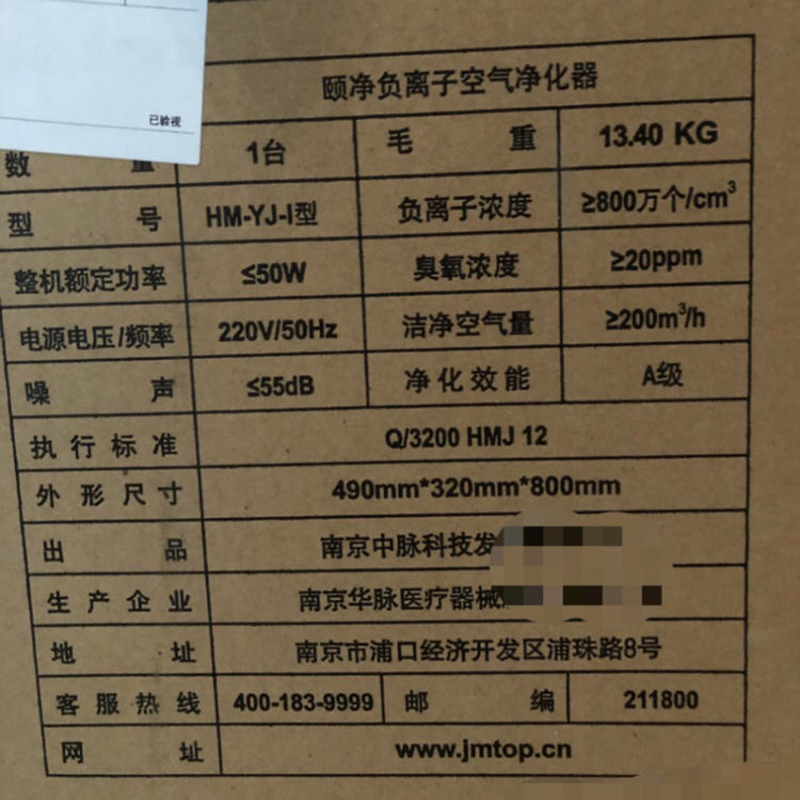 已验视
颐净负离子空气净化器
数量 1台 毛重 13.40 KG
型号 HM-YJ-I型 负离子浓度 ≥800万个/cm³
整机额定功率 ≤50W 臭氧浓度 ≥20ppm
电源电压/频率 220V/50Hz 洁净空气量 ≥200m³/h
噪声 ≤55dB 净化效能 A级
执行标准 Q/3200 HMJ 12
外形尺寸 490mm*320mm*800mm
出品 南京中脉科技发
生产企业 南京华脉医疗器械
地址 南京市浦口经济开发区浦珠路8号
客服热线 400-183-9999 邮编 211800
网址 www.jmtop.cn